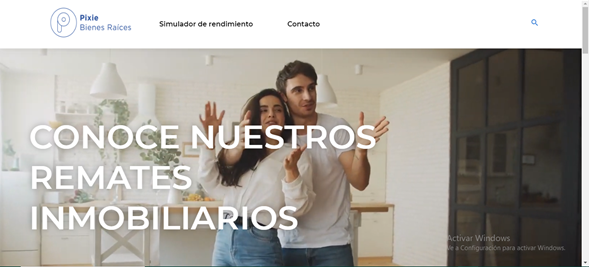 Pixie
Bienes Raíces
Simulador de rendimiento
Contacto
CONOCE NUESTROS
REMATES
INMOBILIARIOS
Activar Windows
Ve a Configuración para activar Windows.